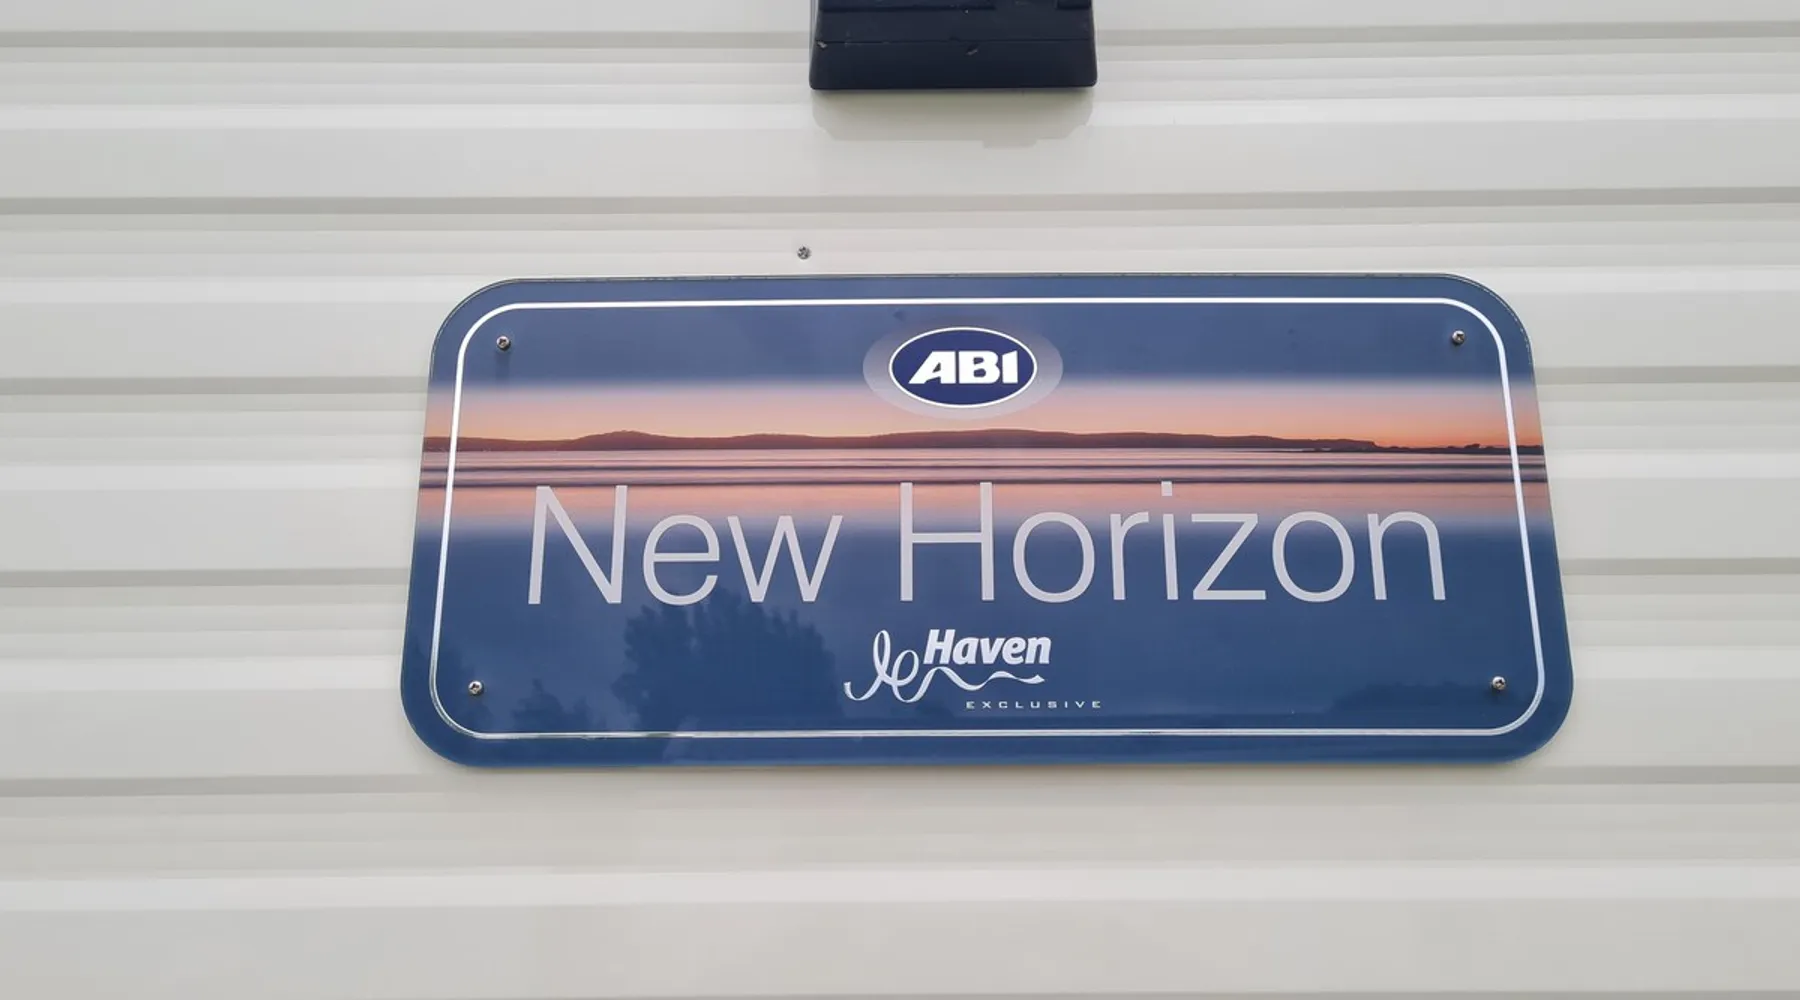 ABI
New Horizon
Haven
EXCLUSIVE